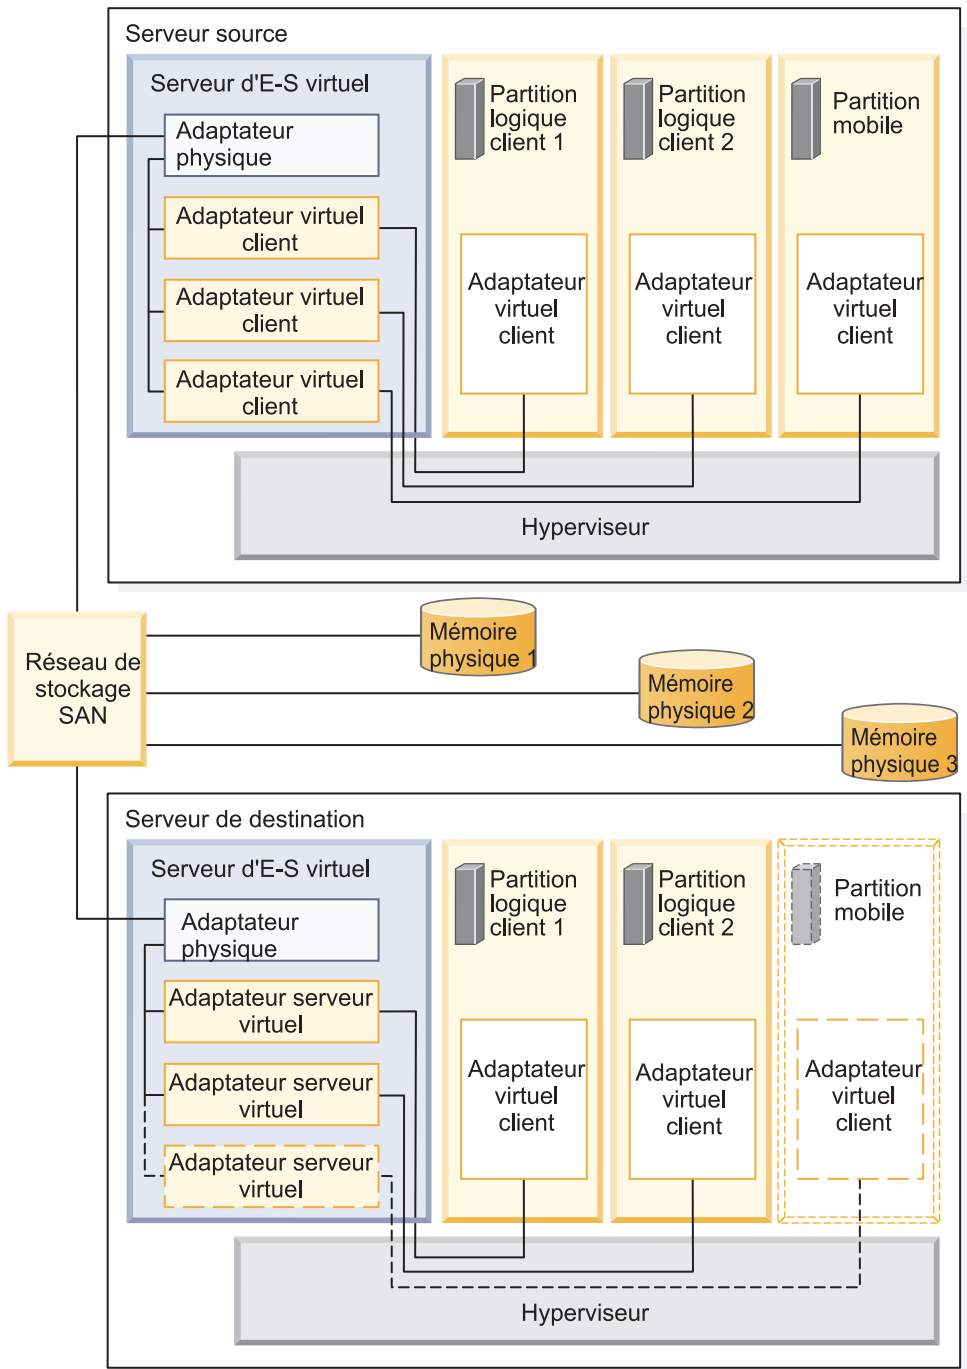 Serveur source
Serveur d'E-S virtuel
Adaptateur
physique
Adaptateur virtuel
client
Adaptateur virtuel
client
Adaptateur virtuel
client
Partition
logique
client 1
Adaptateur
virtuel
client
Partition
logique
client 2
Adaptateur
virtuel
client
Partition
mobile
Adaptateur
virtuel
client
Hyperviseur
Réseau de
stockage
SAN
Mémoire
physique 1
Mémoire
physique 2
Mémoire
physique 3
Serveur de destination
Serveur d'E-S virtuel
Adaptateur
physique
Adaptateur serveur
virtuel
Adaptateur serveur
virtuel
Adaptateur serveur
virtuel
Partition
logique
client 1
Adaptateur
virtuel
client
Partition
logique
client 2
Adaptateur
virtuel
client
Partition
mobile
Adaptateur
virtuel
client
Hyperviseur